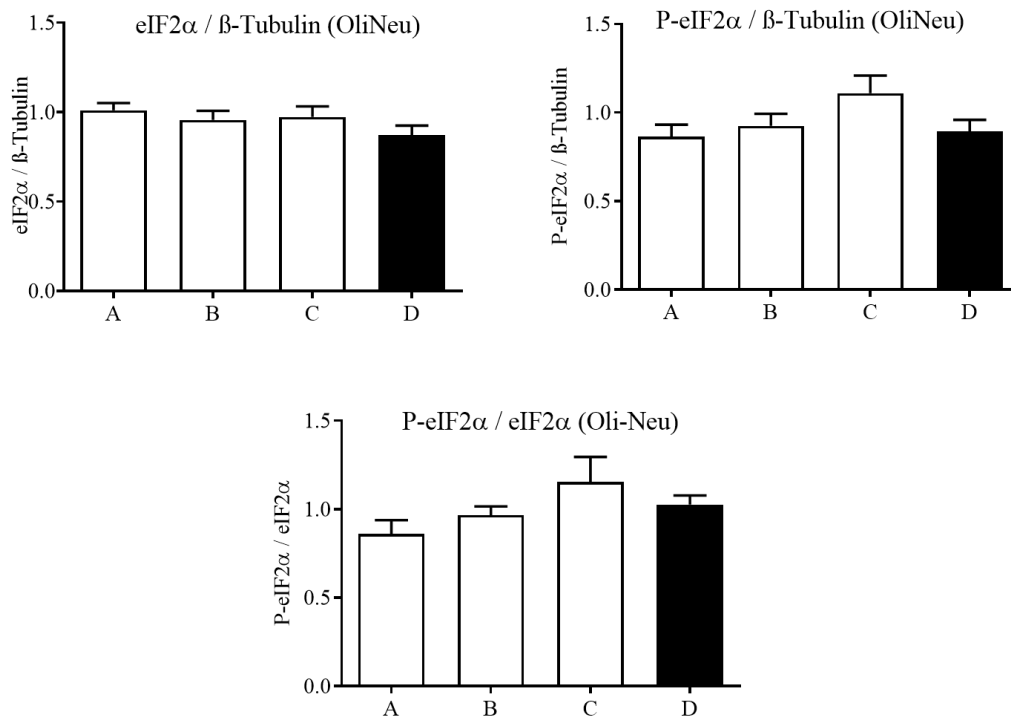 eIF2α / ß-Tubulin (OliNeu)
eIF2α / ß-Tubulin
1.5
1.0
0.5
0.0
A B C D
P-eIF2α / ß-Tubulin (OliNeu)
P-eIF2α / ß-Tubulin
1.5
1.0
0.5
0.0
A B C D
P-eIF2α / eIF2α (Oli-Neu)
P-eIF2α / eIF2α
1.5
1.0
0.5
0.0
A B C D